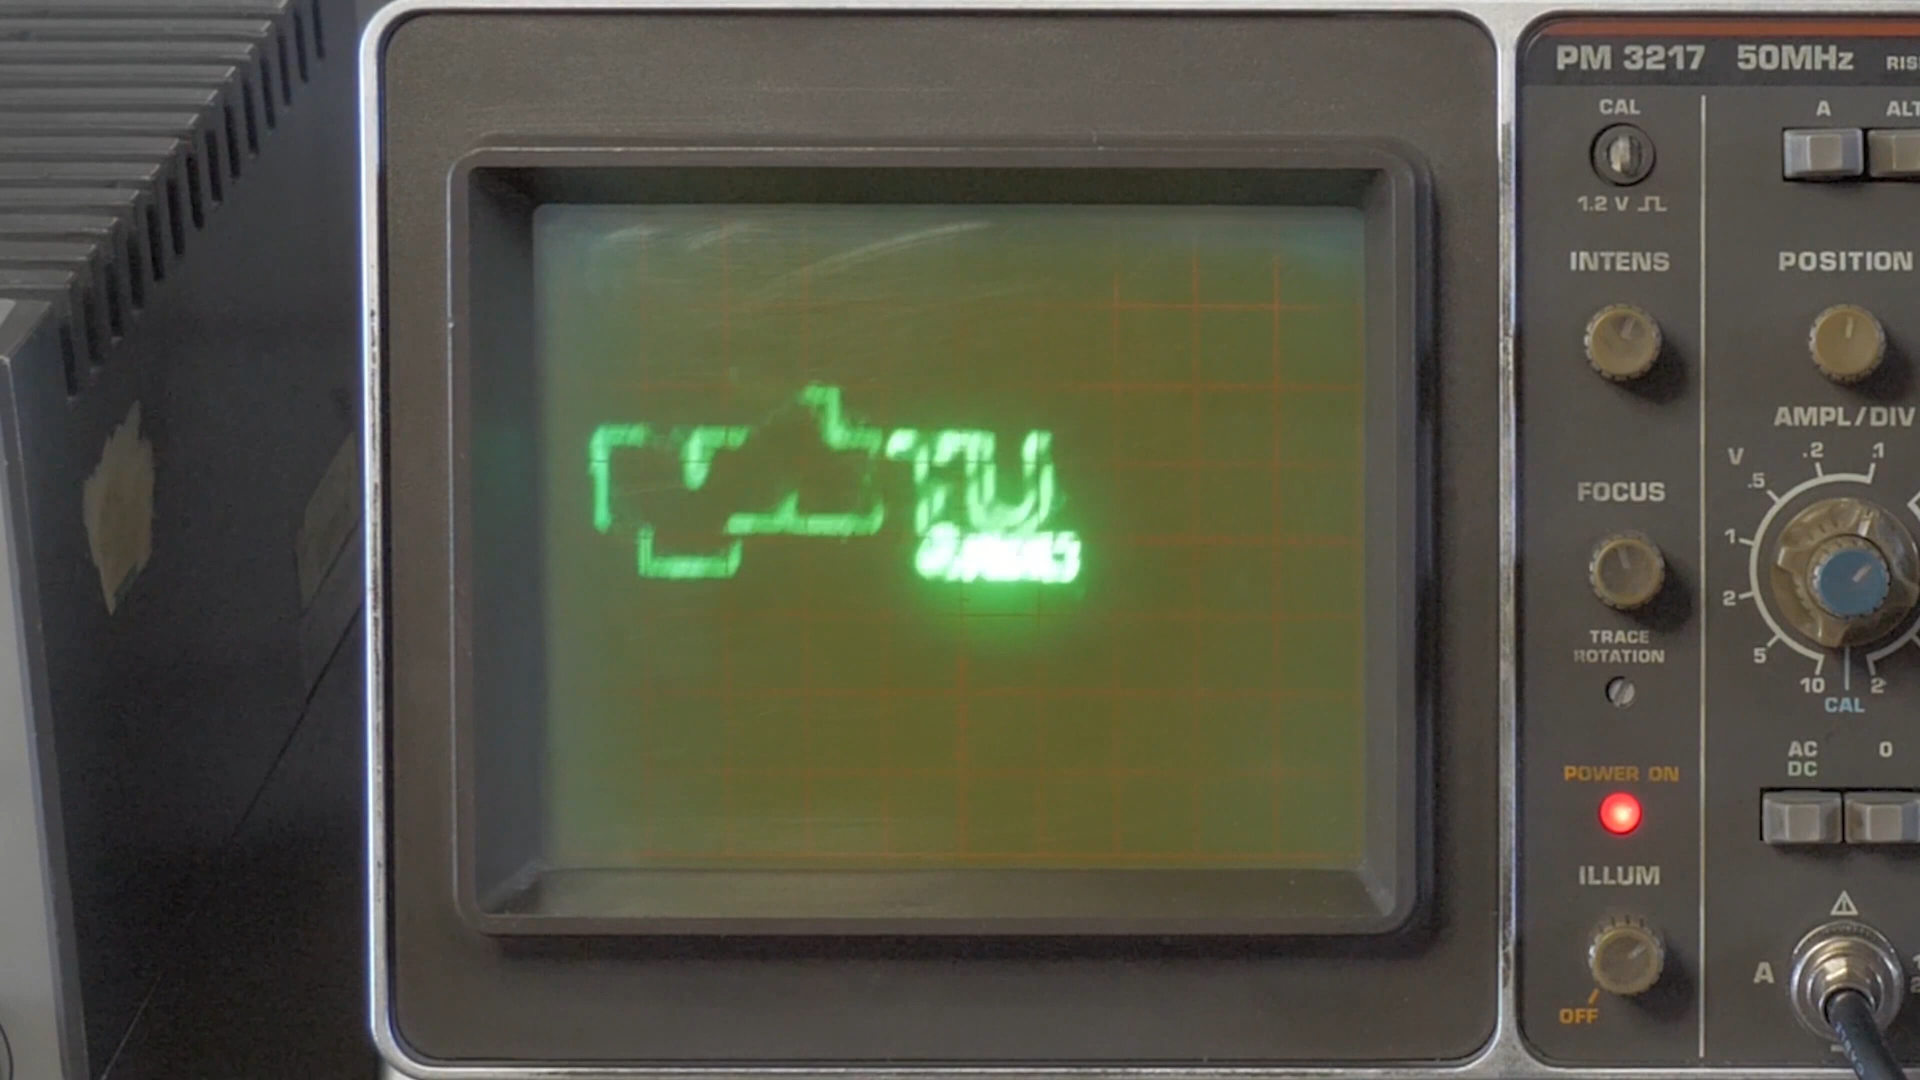 PM 3217 50MHz
CAL
A
1.2 V
INTENS
POSITION
AMPL/DIV
V
.2 .1
.5
1
2
5
10
2
CAL
FOCUS
TRACE
ROTATION
POWER ON
AC
DC
0
ILLUM
A
OFF